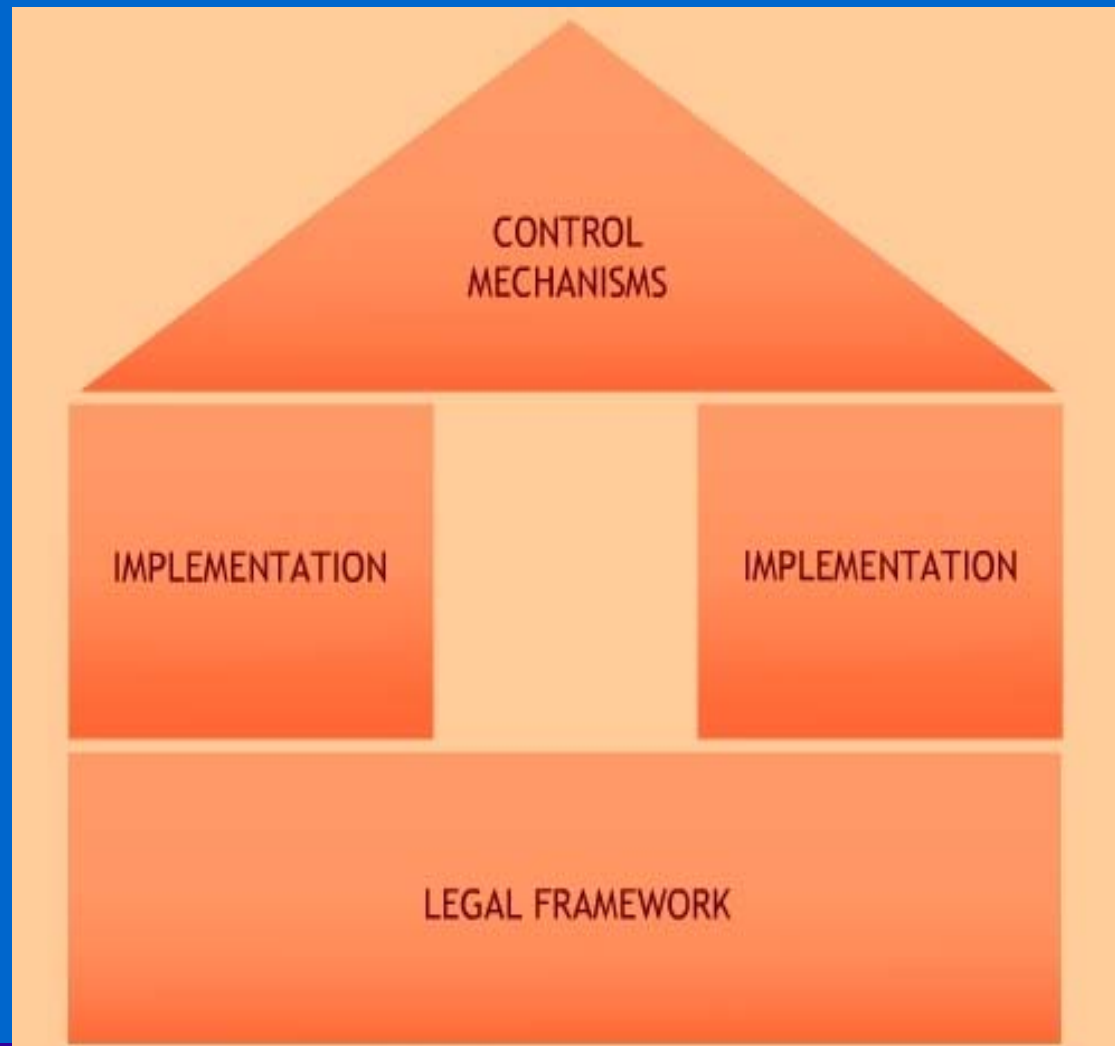 CONTROL
MECHANISMS
IMPLEMENTATION
IMPLEMENTATION
LEGAL FRAMEWORK